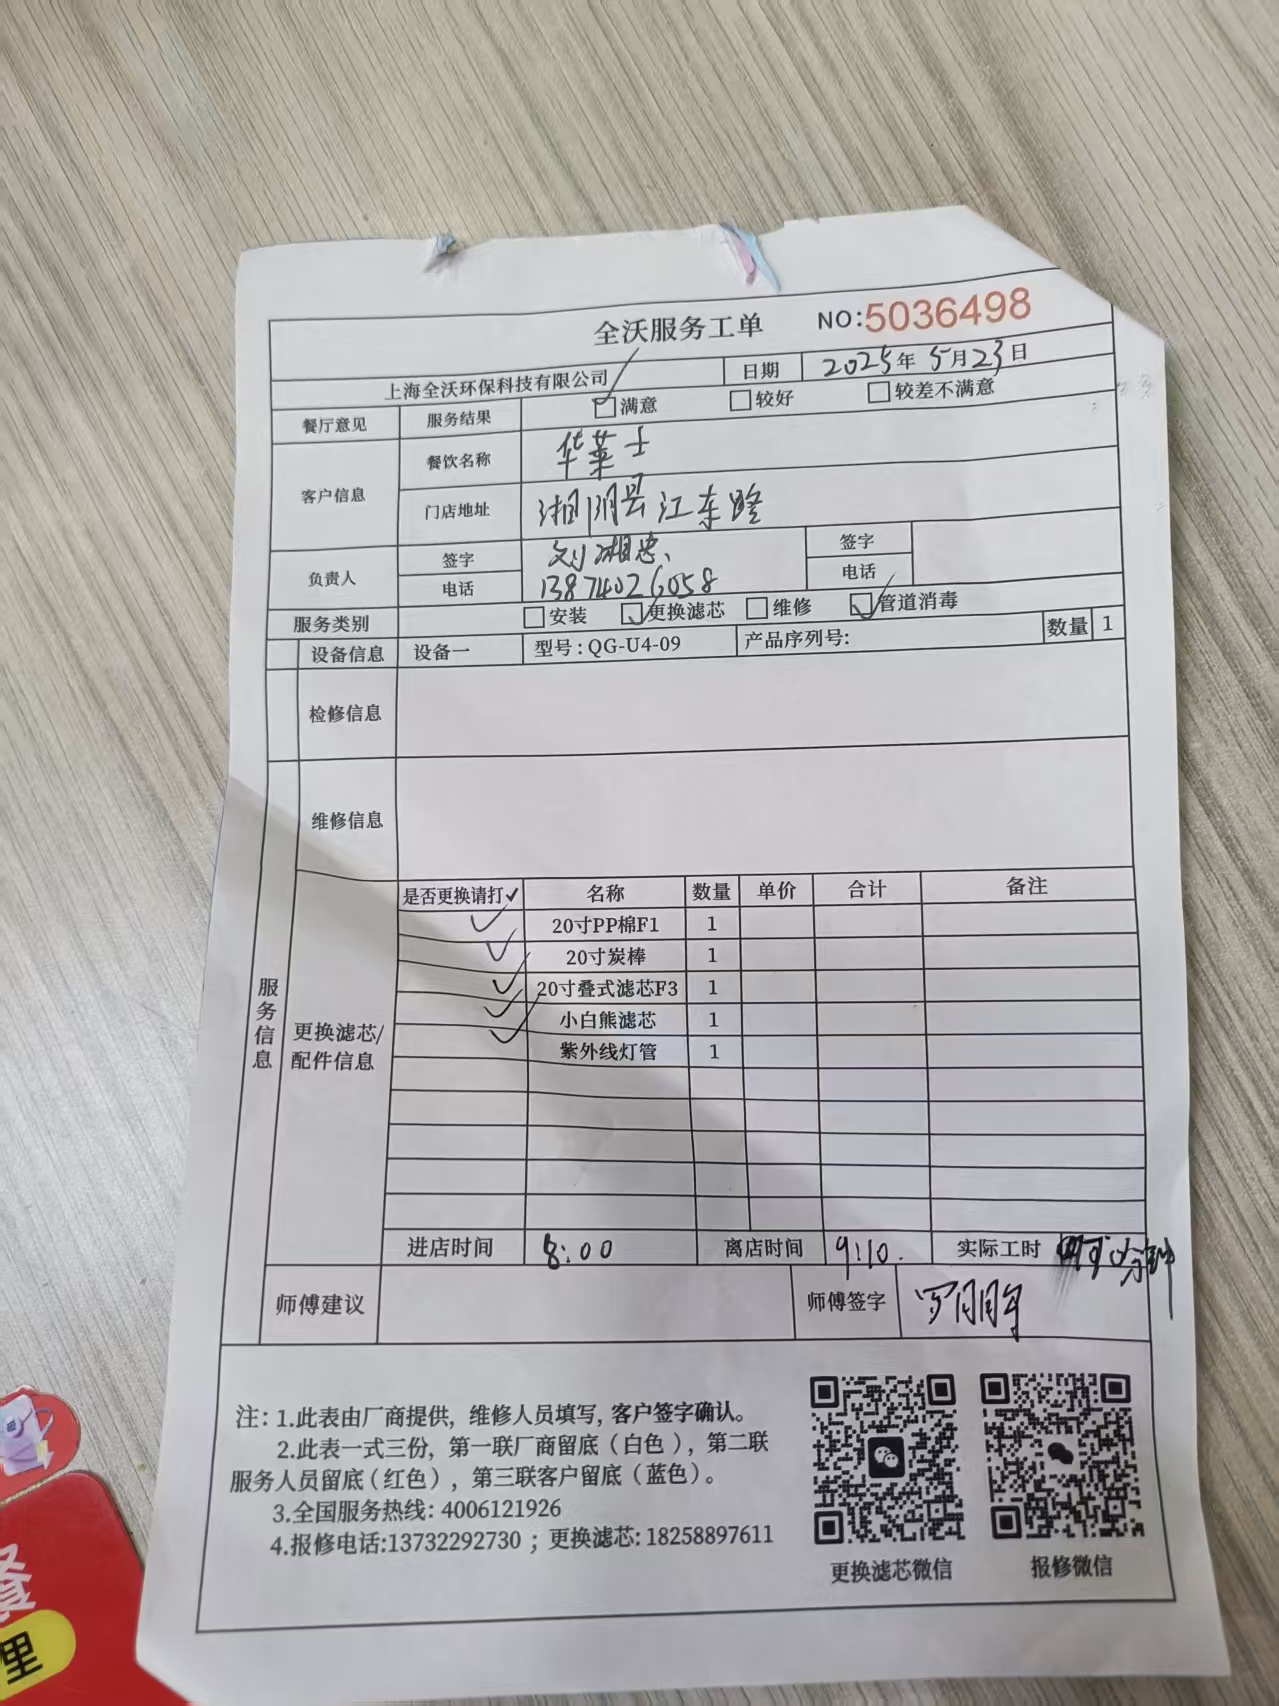 全沃服务工单 NO:5036498
上海全沃环保科技有限公司 日期 2025年5月23日
餐厅意见 服务结果 满意 较好 较差不满意
客户信息 餐饮名称 华莱士
门店地址 湘阴县江东路
负责人 签字 刘湘忠 签字
电话 13874026058 电话
服务类别 安装 更换滤芯 维修 管道消毒
设备信息 设备一 型号:QG-U4-09 产品序列号: 数量 1
检修信息
维修信息
服务信息
更换滤芯/配件信息
是否更换请打✓ 名称 数量 单价 合计 备注
✓ 20寸PP棉F1 1
✓ 20寸炭棒 1
✓ 20寸叠式滤芯F3 1
✓ 小白熊滤芯 1
✓ 紫外线灯管 1
进店时间 8:00 离店时间 9:10. 实际工时 分钟
师傅建议 师傅签字
注: 1.此表由厂商提供, 维修人员填写, 客户签字确认。
2.此表一式三份, 第一联厂商留底(白色), 第二联
服务人员留底(红色), 第三联客户留底(蓝色)。
3.全国服务热线: 4006121926
4.报修电话:13732292730 ; 更换滤芯: 18258897611
更换滤芯微信 报修微信
餐
里